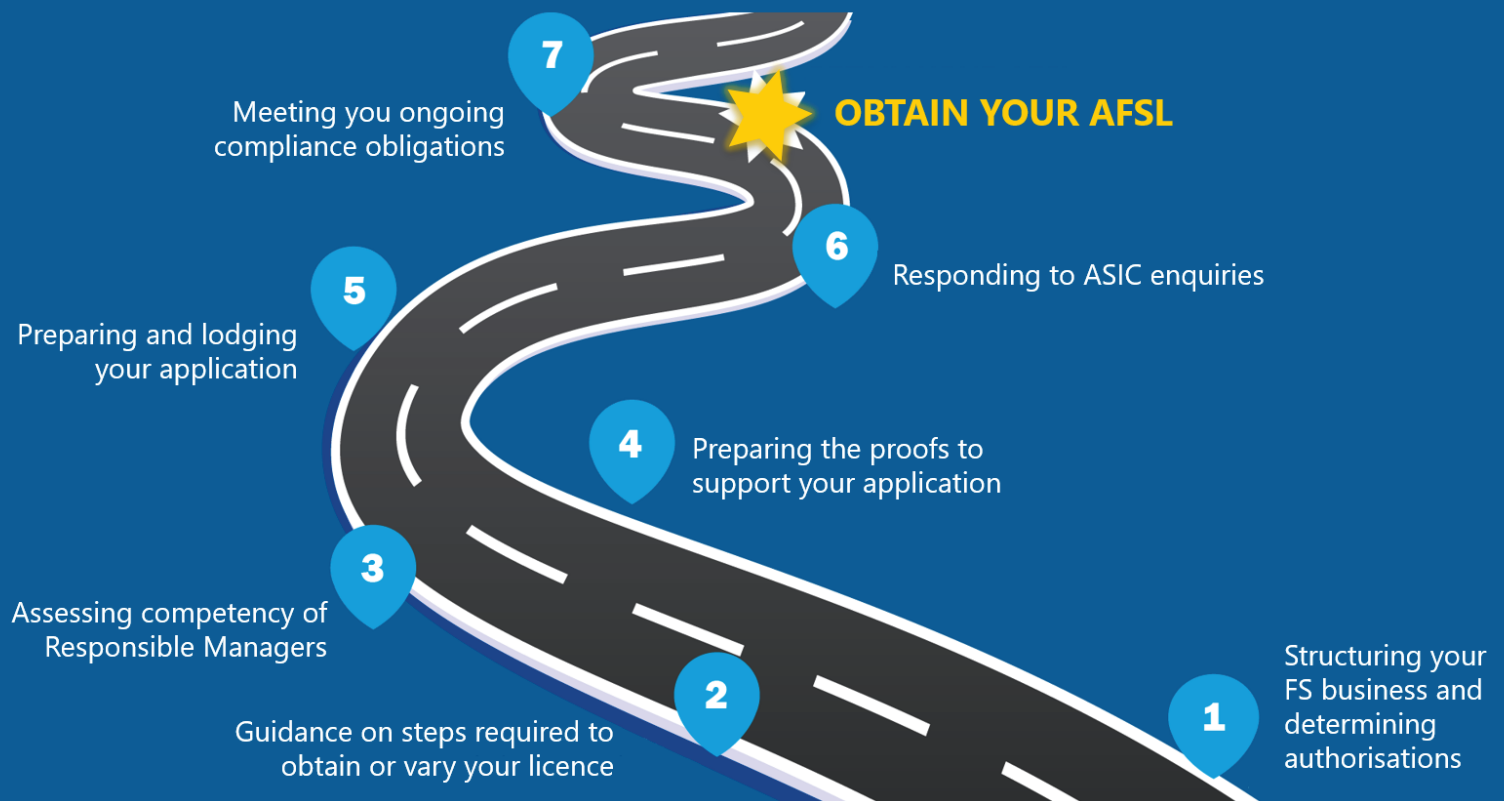 7
Meeting you ongoing
compliance obligations
OBTAIN YOUR AFSL
6
Responding to ASIC enquiries
5
Preparing and lodging
your application
4
Preparing the proofs to
support your application
3
Assessing competency of
Responsible Managers
2
Guidance on steps required to
obtain or vary your licence
1
Structuring your
FS business and
determining
authorisations